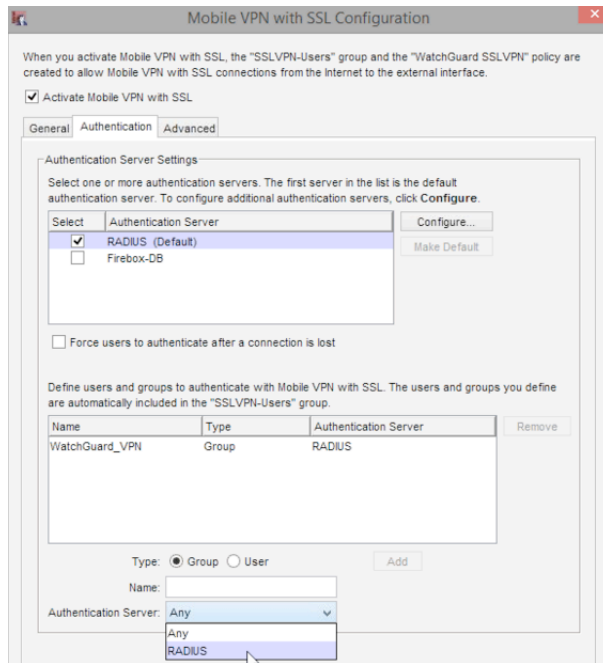 Mobile VPN with SSL Configuration
When you activate Mobile VPN with SSL, the "SSLVPN-Users" group and the "WatchGuard SSLVPN" policy are
created to allow Mobile VPN with SSL connections from the Internet to the external interface.
Activate Mobile VPN with SSL
General Authentication Advanced
Authentication Server Settings
Select one or more authentication servers. The first server in the list is the default
authentication server. To configure additional authentication servers, click Configure.
Select Authentication Server Configure...
RADIUS (Default) Make Default
Firebox-DB
Force users to authenticate after a connection is lost
Define users and groups to authenticate with Mobile VPN with SSL. The users and groups you define
are automatically included in the "SSLVPN-Users" group.
Name Type Authentication Server Remove
WatchGuard_VPN Group RADIUS
Type: Group User Add
Name:
Authentication Server: Any
Any
RADIUS